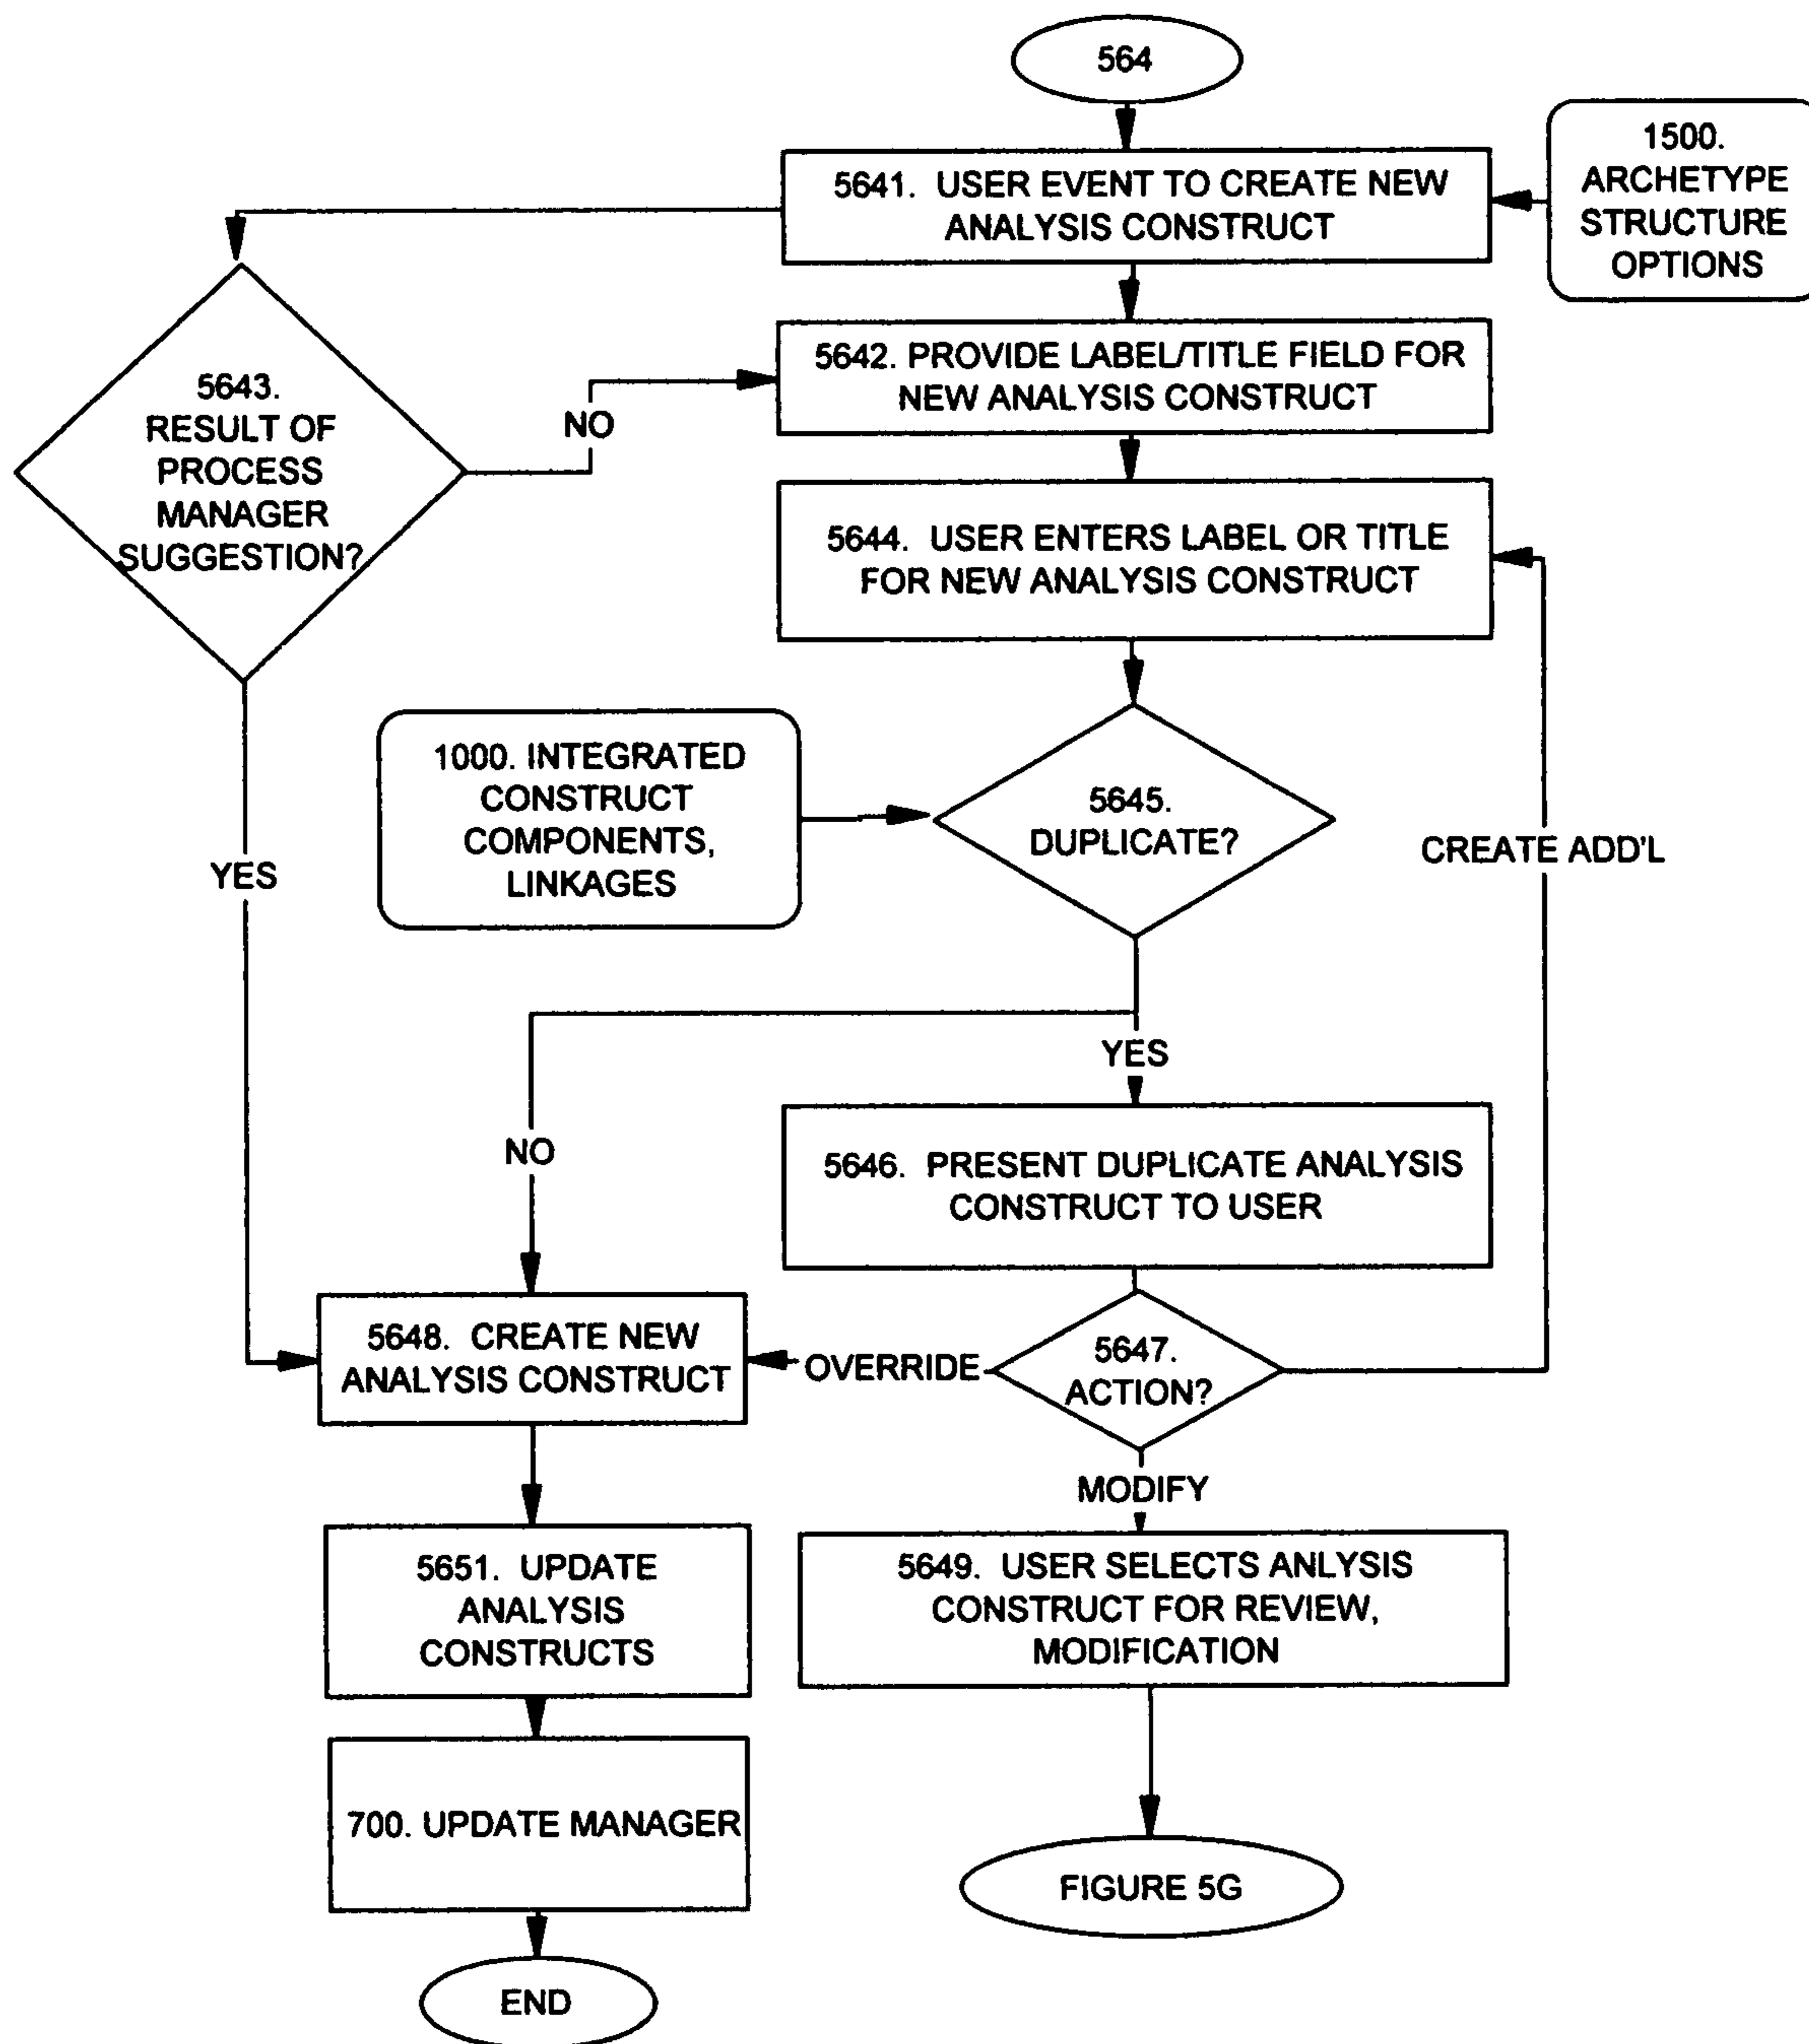 564
1500.
ARCHETYPE
STRUCTURE
OPTIONS
5641. USER EVENT TO CREATE NEW
ANALYSIS CONSTRUCT
5642. PROVIDE LABEL/TITLE FIELD FOR
NEW ANALYSIS CONSTRUCT
5643.
RESULT OF
PROCESS
MANAGER
SUGGESTION?
NO
5644. USER ENTERS LABEL OR TITLE
FOR NEW ANALYSIS CONSTRUCT
1000. INTEGRATED
CONSTRUCT
COMPONENTS,
LINKAGES
5645.
DUPLICATE?
CREATE ADD'L
YES
YES
NO
5646. PRESENT DUPLICATE ANALYSIS
CONSTRUCT TO USER
5648. CREATE NEW
ANALYSIS CONSTRUCT
OVERRIDE
5647.
ACTION?
MODIFY
5651. UPDATE
ANALYSIS
CONSTRUCTS
5649. USER SELECTS ANLYSIS
CONSTRUCT FOR REVIEW,
MODIFICATION
700. UPDATE MANAGER
FIGURE 5G
END